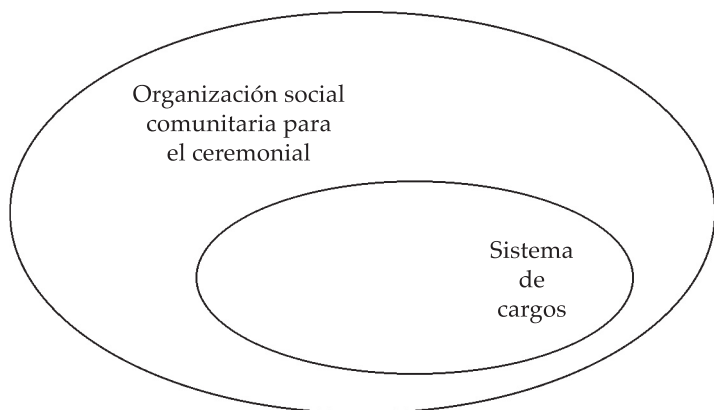 Organización social
comunitaria para
el ceremonial
Sistema
de
cargos